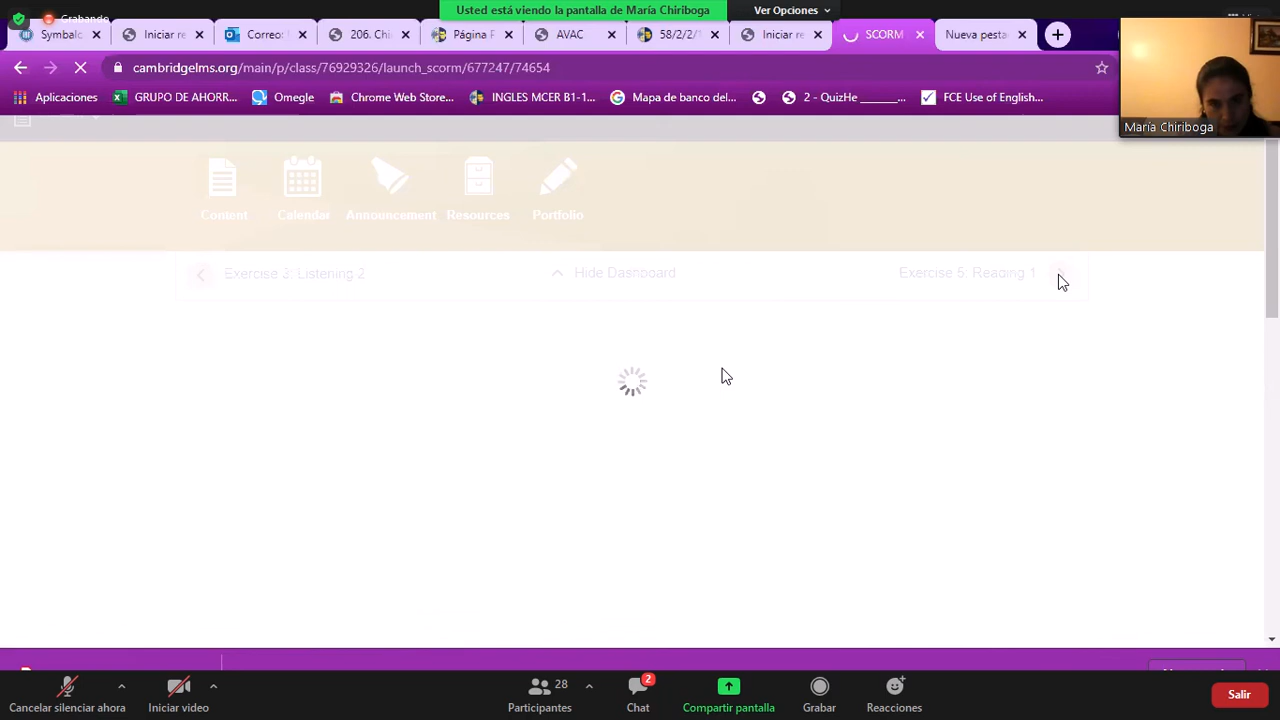 Grabando
Usted está viendo la pantalla de María Chiriboga
Ver Opciones
Symbalo
Iniciar re
Correo:
206. Chi
Página P
AVAC
58/2/2/1
Iniciar re
SCORM
Nueva pesta
cambridgelms.org/main/p/class/76929326/launch_scorm/677247/74654
Aplicaciones
GRUPO DE AHORR...
Omegle
Chrome Web Store...
INGLES MCER B1-1...
Mapa de banco del...
2 - QuizHe ______...
FCE Use of English...
María Chiriboga
Content
Calendar
Announcement
Resources
Portfolio
Exercise 3: Listening 2
Hide Dashboard
Exercise 5: Reading 1
Cancelar silenciar ahora
Iniciar video
28
Participantes
2
Chat
Compartir pantalla
Grabar
Reacciones
Salir